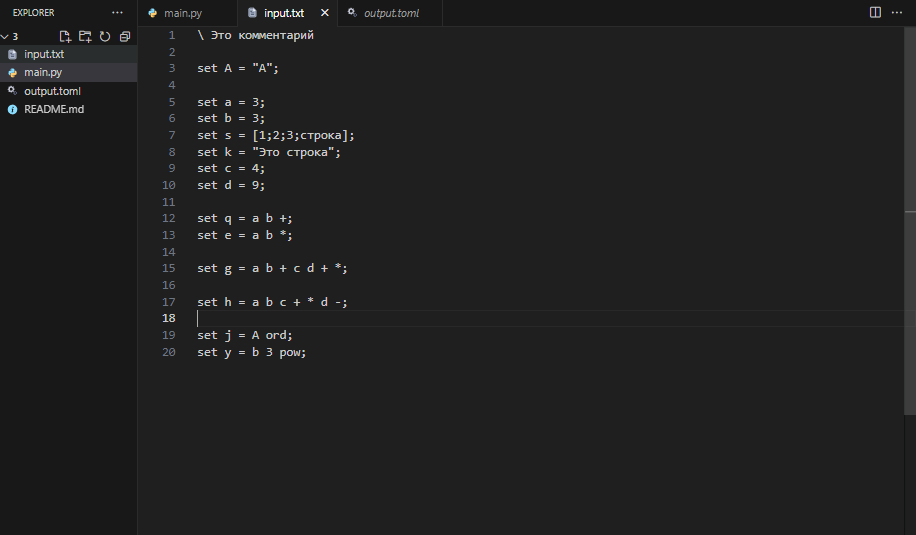 EXPLORER ...
main.py
input.txt
output.toml
3
input.txt
main.py
output.toml
README.md
1 \ Это комментарий
2
3 set A = "A";
4
5 set a = 3;
6 set b = 3;
7 set s = [1;2;3;строка];
8 set k = "Это строка";
9 set c = 4;
10 set d = 9;
11
12 set q = a b +;
13 set e = a b *;
14
15 set g = a b + c d + *;
16
17 set h = a b c + * d -;
18
19 set j = A ord;
20 set y = b 3 pow;